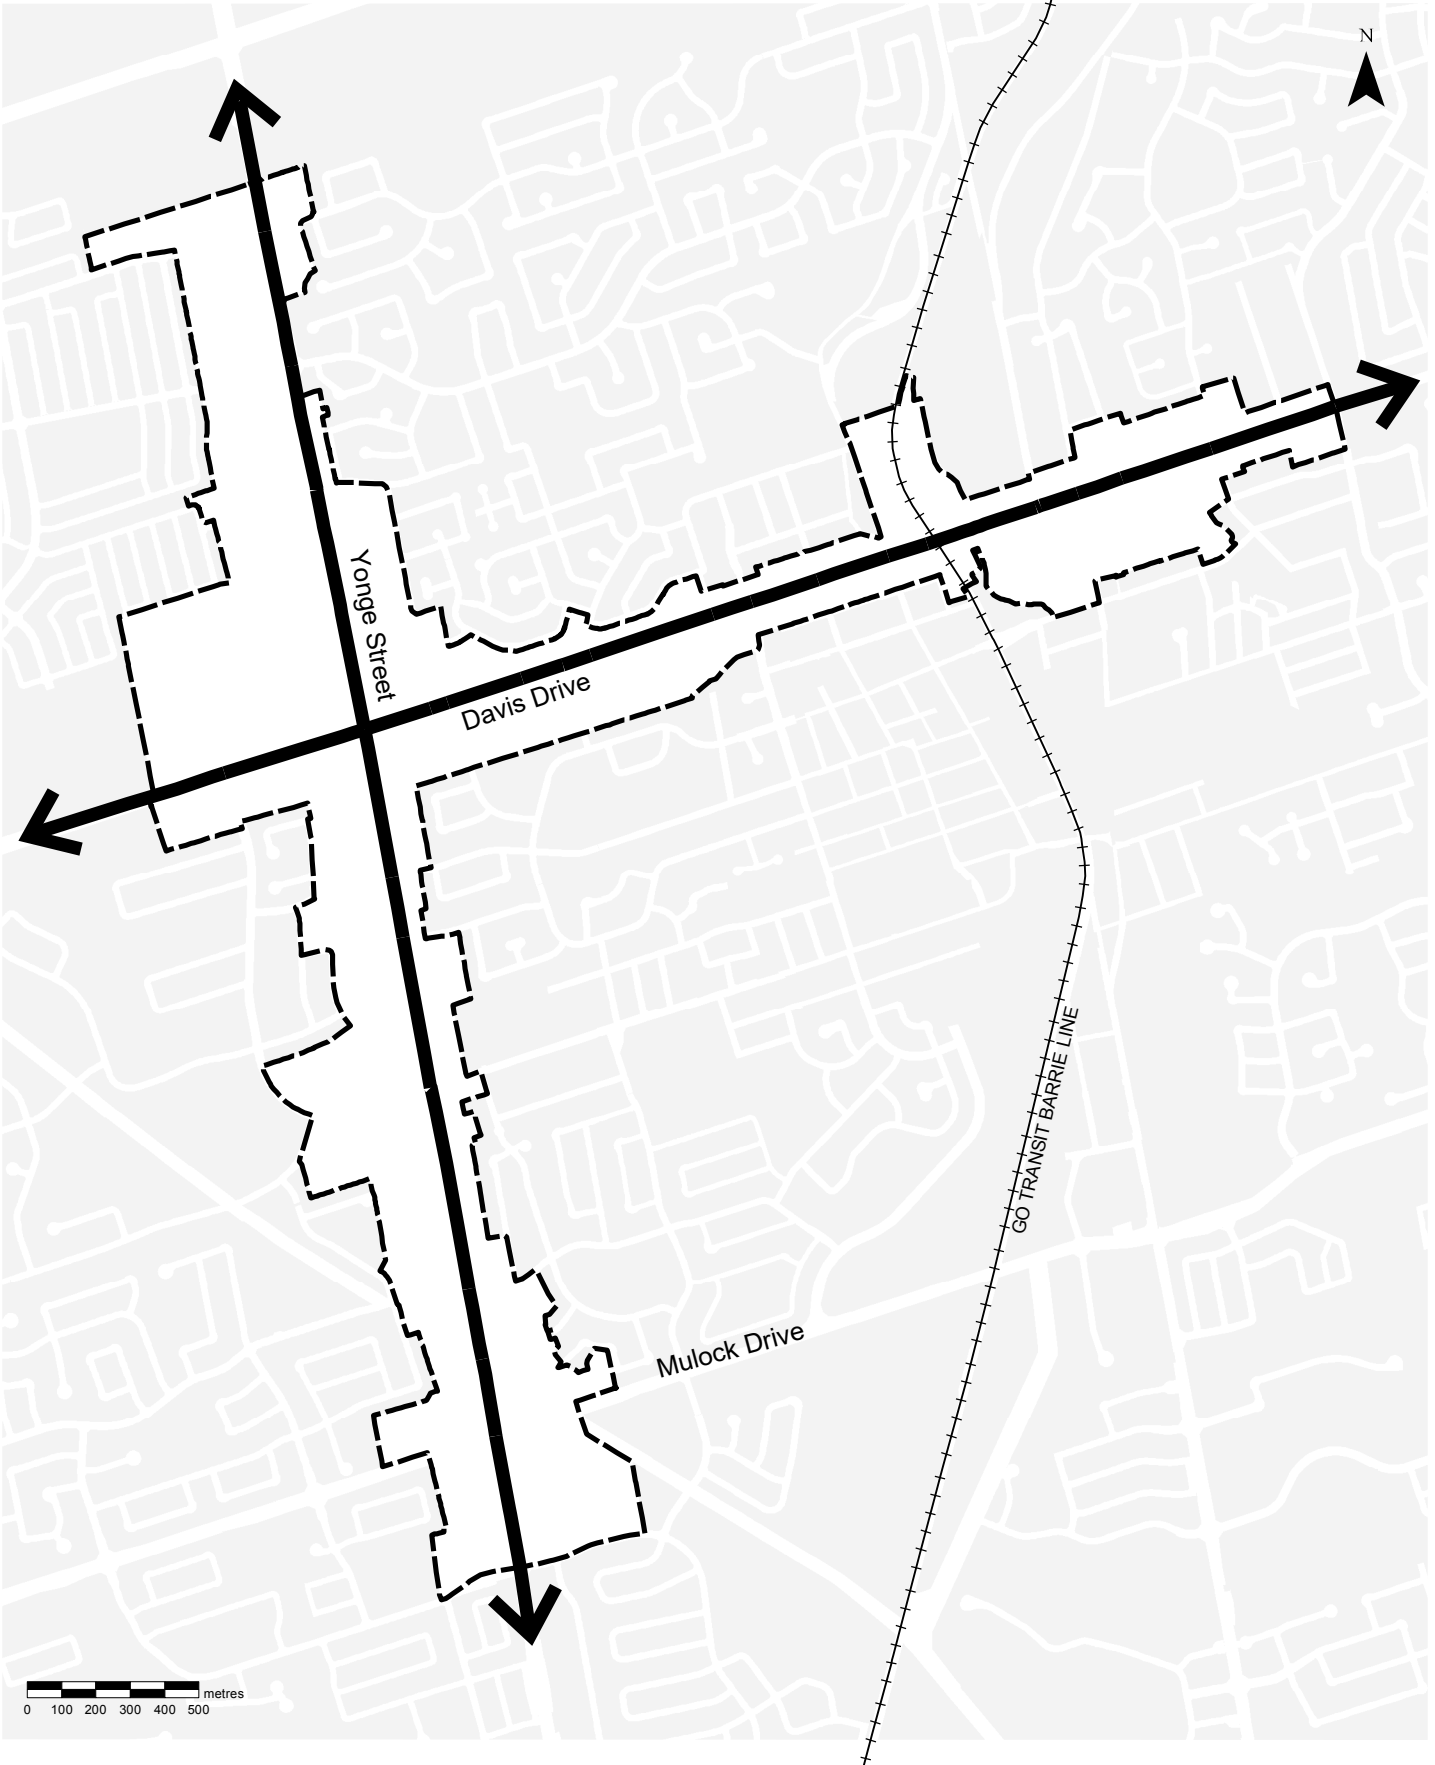 N
Yonge Street
Davis Drive
GO TRANSIT BARRIE LINE
Mulock Drive
metres
0 100 200 300 400 500